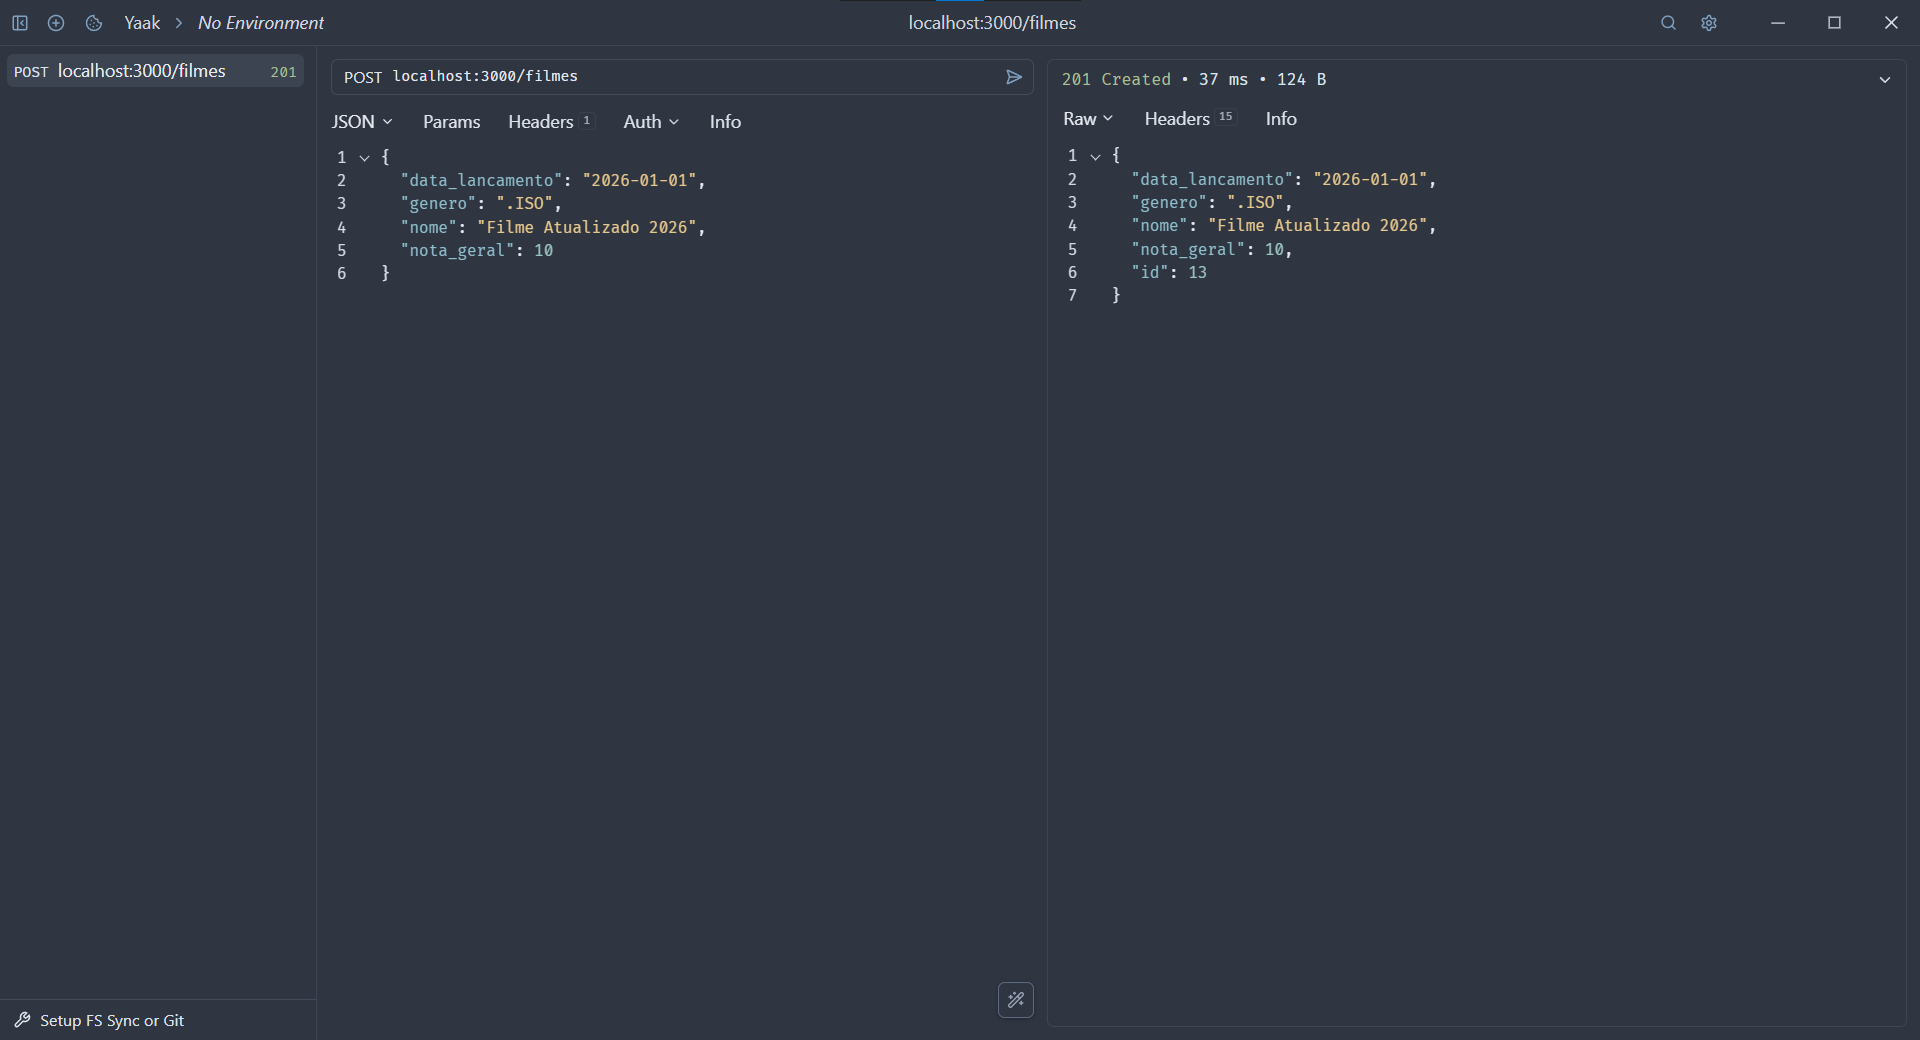 Yaak > No Environment
localhost:3000/filmes
POST localhost:3000/filmes 201
Setup FS Sync or Git
POST localhost:3000/filmes
JSON Params Headers 1 Auth Info
1 {
2 "data_lancamento": "2026-01-01",
3 "genero": ".ISO",
4 "nome": "Filme Atualizado 2026",
5 "nota_geral": 10
6 }
201 Created • 37 ms • 124 B
Raw Headers 15 Info
1 {
2 "data_lancamento": "2026-01-01",
3 "genero": ".ISO",
4 "nome": "Filme Atualizado 2026",
5 "nota_geral": 10,
6 "id": 13
7 }